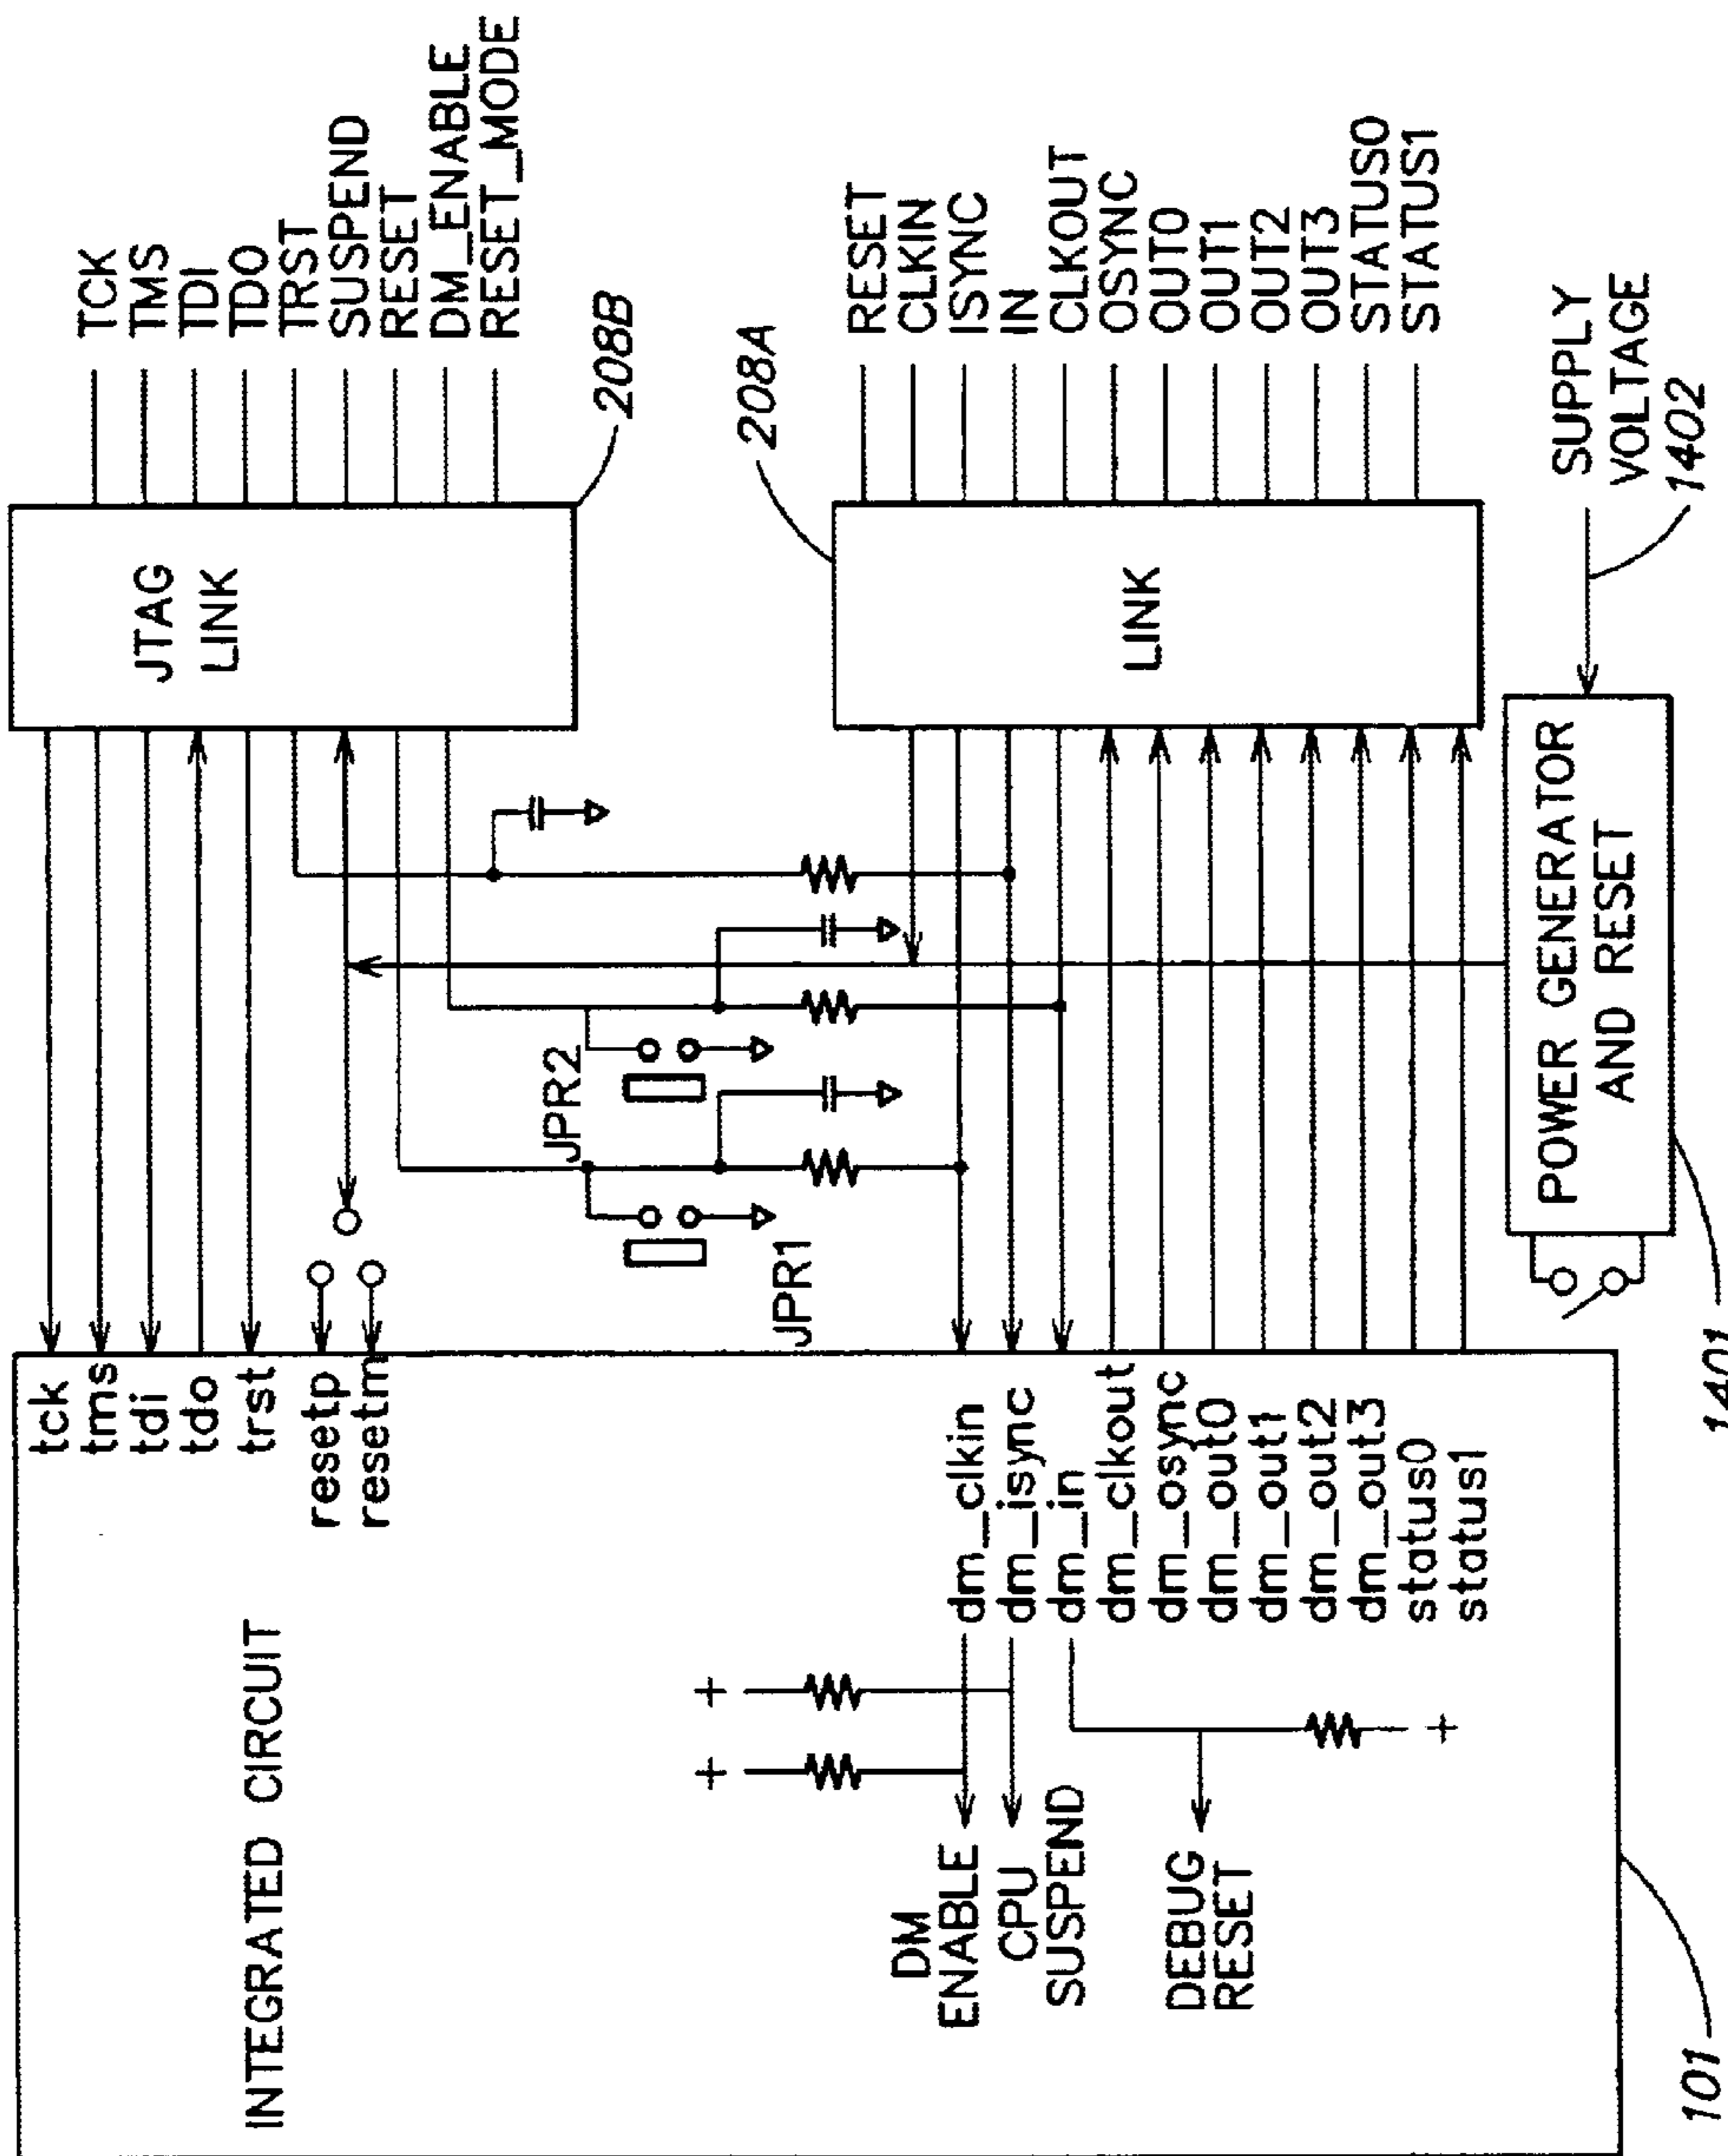 INTEGRATED CIRCUIT
tck
tms
tdi
tdo
trst
resetp
resetm
DM
ENABLE
CPU
SUSPEND
DEBUG
RESET
+
+
+
dm_clkin
dm_isync
dm_in
dm_clkout
dm_osync
dm_out0
dm_out1
dm_out2
dm_out3
status0
status1
101
JPR1
JPR2
JTAG
LINK
TCK
TMS
TDI
TDO
TRST
SUSPEND
RESET
DM_ENABLE
RESET_MODE
208B
208A
LINK
RESET
CLKIN
ISYNC
IN
CLKOUT
OSYNC
OUT0
OUT1
OUT2
OUT3
STATUS0
STATUS1
POWER GENERATOR
AND RESET
1401
SUPPLY
VOLTAGE
1402